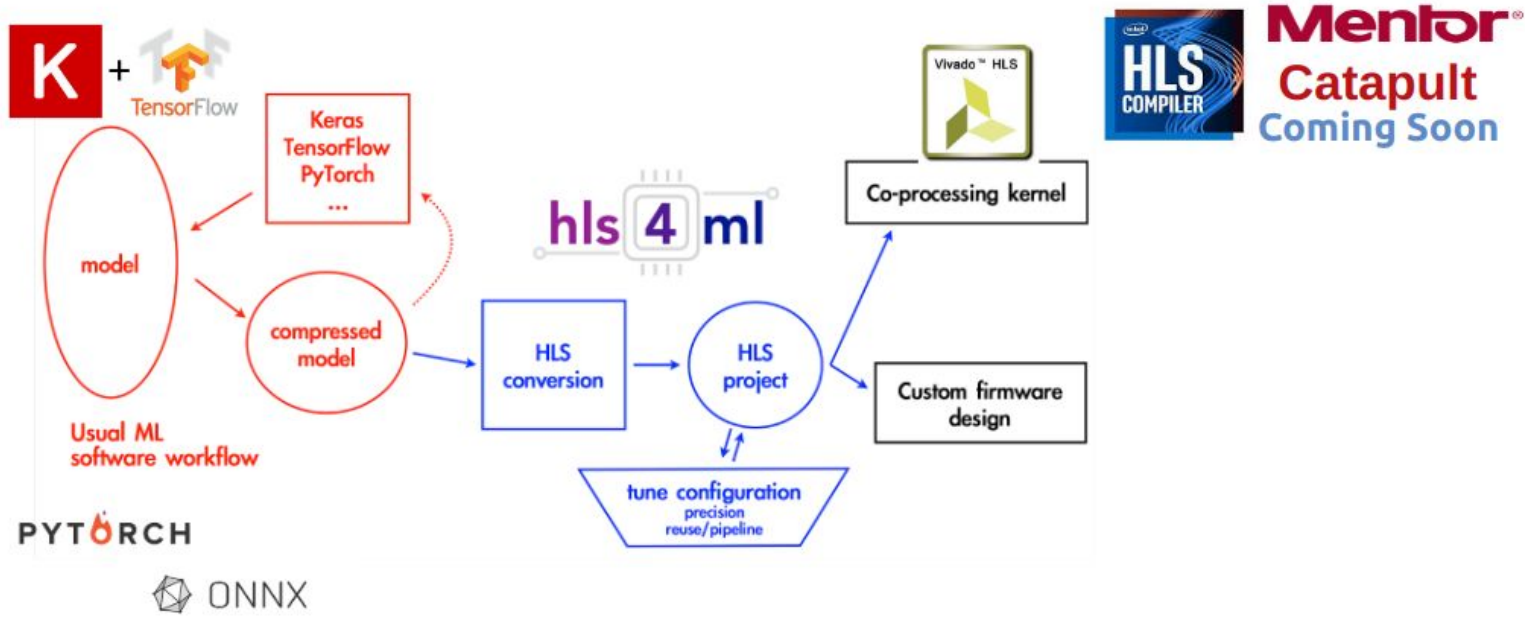 K
+
TF
TensorFlow
Keras
TensorFlow
PyTorch
...
model
compressed
model
Usual ML
software workflow
PYTORCH
ONNX
hls 4 ml
HLS
conversion
HLS
project
tune configuration
precision
reuse/pipeline
Vivado™ HLS
Co-processing kernel
Custom firmware
design
intel
HLS
COMPILER
Mentor®
Catapult
Coming Soon